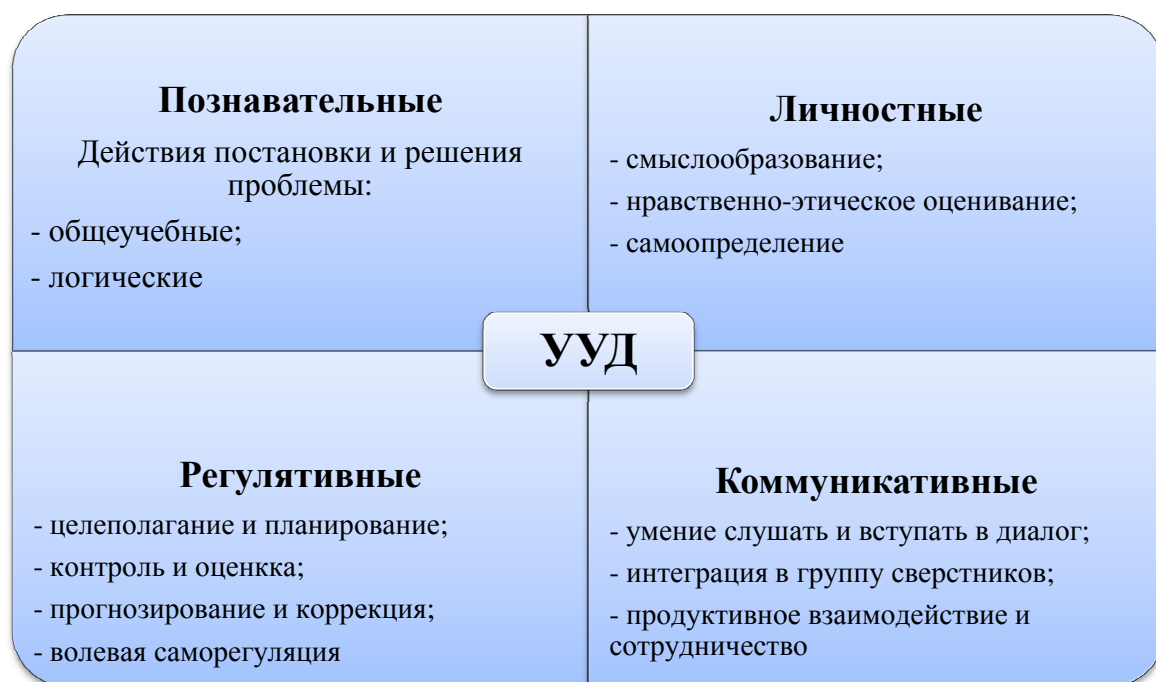 Познавательные
Действия постановки и решения
проблемы:
- общеучебные;
- логические
Личностные
- смыслообразование;
- нравственно-этическое оценивание;
- самоопределение
УУД
Регулятивные
- целеполагание и планирование;
- контроль и оценкка;
- прогнозирование и коррекция;
- волевая саморегуляция
Коммуникативные
- умение слушать и вступать в диалог;
- интеграция в группу сверстников;
- продуктивное взаимодействие и
сотрудничество